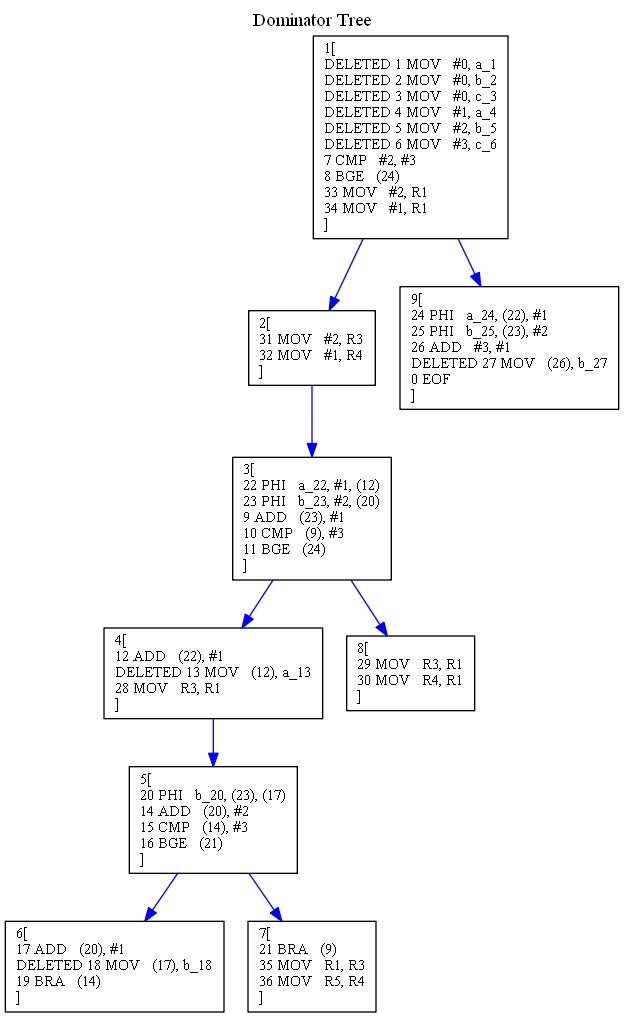 Dominator Tree
1[
DELETED 1 MOV #0, a_1
DELETED 2 MOV #0, b_2
DELETED 3 MOV #0, c_3
DELETED 4 MOV #1, a_4
DELETED 5 MOV #2, b_5
DELETED 6 MOV #3, c_6
7 CMP #2, #3
8 BGE (24)
33 MOV #2, R1
34 MOV #1, R1
]
2[
31 MOV #2, R3
32 MOV #1, R4
]
9[
24 PHI a_24, (22), #1
25 PHI b_25, (23), #2
26 ADD #3, #1
DELETED 27 MOV (26), b_27
0 EOF
]
3[
22 PHI a_22, #1, (12)
23 PHI b_23, #2, (20)
9 ADD (23), #1
10 CMP (9), #3
11 BGE (24)
]
4[
12 ADD (22), #1
DELETED 13 MOV (12), a_13
28 MOV R3, R1
]
8[
29 MOV R3, R1
30 MOV R4, R1
]
5[
20 PHI b_20, (23), (17)
14 ADD (20), #2
15 CMP (14), #3
16 BGE (21)
]
6[
17 ADD (20), #1
DELETED 18 MOV (17), b_18
19 BRA (14)
]
7[
21 BRA (9)
35 MOV R1, R3
36 MOV R5, R4
]